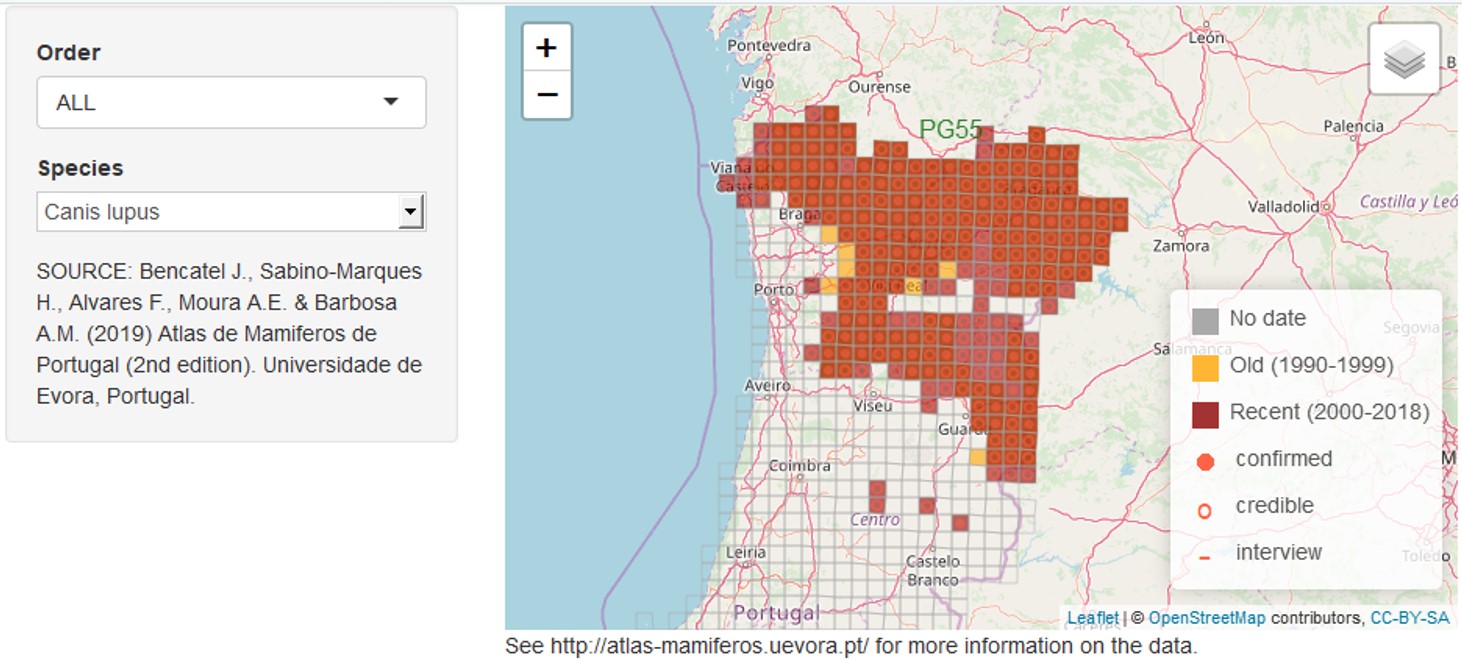 Order
ALL
Species
Canis lupus
SOURCE: Bencatel J., Sabino-Marques
H., Alvares F., Moura A.E. & Barbosa
A.M. (2019) Atlas de Mamiferos de
Portugal (2nd edition). Universidade de
Evora, Portugal.
+
−
Pontevedra
León
Vigo
Ourense
B
PG55
Palencia
Viana do
Castelo
Braga
Valladolid
Castilla y Leó
Zamora
Porto
Aveiro
Viseu
Guarda
Coimbra
Centro
Leiria
Castelo
Branco
Portugal
Salamanca
Segovia
M
Toledo
No date
Old (1990-1999)
Recent (2000-2018)
confirmed
credible
interview
Leaflet | © OpenStreetMap contributors, CC-BY-SA
See http://atlas-mamiferos.uevora.pt/ for more information on the data.